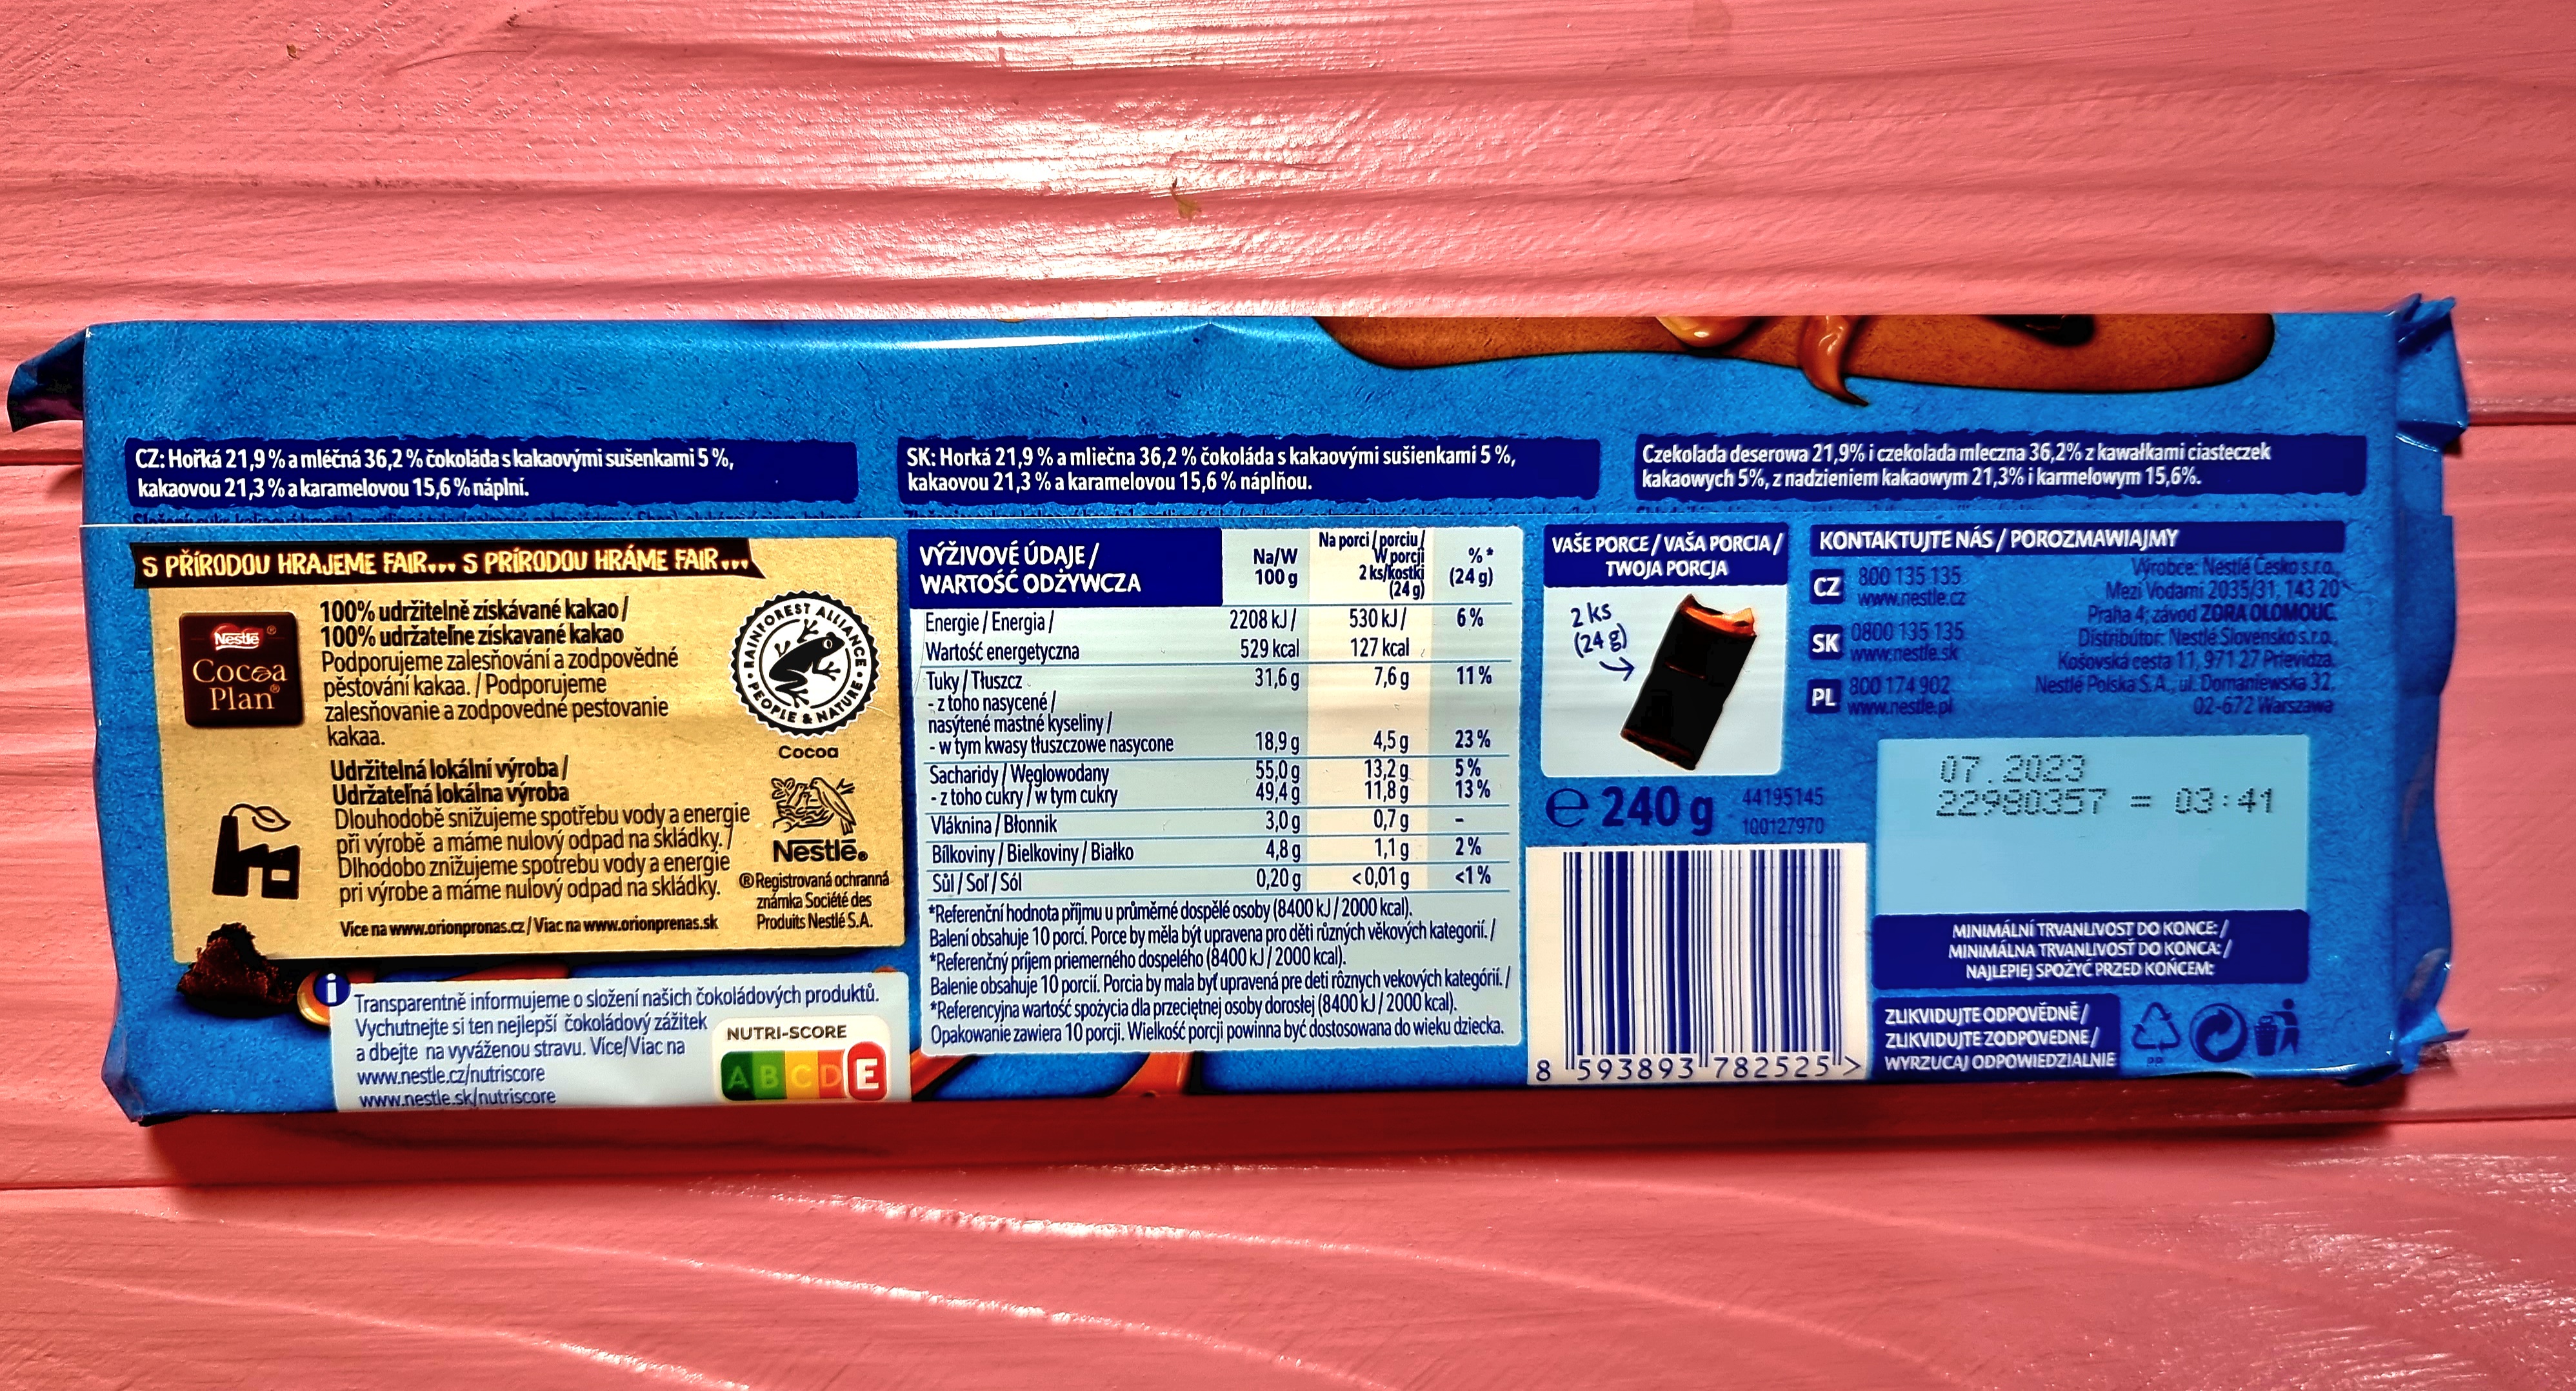 CZ: Hořká 21,9 % a mléčná 36,2 % čokoláda s kakaovými sušenkami 5 %,
kakaovou 21,3 % a karamelovou 15,6 % náplní.
SK: Horká 21,9 % a mliečna 36,2 % čokoláda s kakaovými sušienkami 5 %,
kakaovou 21,3 % a karamelovou 15,6 % náplňou.
Czekolada deserowa 21,9% i czekolada mleczna 36,2% z kawałkami ciasteczek
kakaowych 5%, z nadzieniem kakaowym 21,3% i karmelowym 15,6%.
S PŘÍRODOU HRAJEME FAIR... S PRÍRODOU HRÁME FAIR...
Nestlé ®
Cocoa
Plan®
100% udržitelně získávané kakao /
100% udržateľne získavané kakao
Podporujeme zalesňování a zodpovědné
pěstování kakaa. / Podporujeme
zalesňovanie a zodpovedné pestovanie
kakaa.
RAINFOREST ALLIANCE
PEOPLE & NATURE
Cocoa
Udržitelná lokální výroba /
Udržateľná lokálna výroba
Dlouhodobě snižujeme spotřebu vody a energie
při výrobě a máme nulový odpad na skládky. /
Dlhodobo znižujeme spotrebu vody a energie
pri výrobe a máme nulový odpad na skládky.
Více na www.orionpronas.cz / Viac na www.orionprenas.sk
Nestlé®
® Registrovaná ochranná
známka Société des
Produits Nestlé S.A.
i
Transparentně informujeme o složení našich čokoládových produktů.
Vychutnejte si ten nejlepší čokoládový zážitek
a dbejte na vyváženou stravu. Více/Viac na
www.nestle.cz/nutriscore
www.nestle.sk/nutriscore
NUTRI-SCORE
A B C D E
VÝŽIVOVÉ ÚDAJE /
WARTOŚĆ ODŻYWCZA
Na/W
100 g
Na porci / porciu /
W porcji
2 ks/kostki
(24 g)
% *
(24 g)
Energie / Energia / 2208 kJ / 530 kJ / 6 %
Wartość energetyczna 529 kcal 127 kcal
Tuky / Tłuszcz 31,6 g 7,6 g 11 %
- z toho nasycené /
nasýtené mastné kyseliny /
- w tym kwasy tłuszczowe nasycone 18,9 g 4,5 g 23 %
Sacharidy / Węglowodany 55,0 g 13,2 g 5 %
- z toho cukry / w tym cukry 49,4 g 11,8 g 13 %
Vláknina / Błonnik 3,0 g 0,7 g -
Bílkoviny / Bielkoviny / Białko 4,8 g 1,1 g 2 %
Sůl / Soľ / Sól 0,20 g <0,01 g <1 %
*Referenční hodnota příjmu u průměrné dospělé osoby (8400 kJ / 2000 kcal).
Balení obsahuje 10 porcí. Porce by měla být upravena pro děti různých věkových kategorií. /
*Referenčný príjem priemerného dospelého (8400 kJ / 2000 kcal).
Balenie obsahuje 10 porcií. Porcia by mala byť upravená pre deti rôznych vekových kategórií. /
*Referencyjna wartość spożycia dla przeciętnej osoby dorosłej (8400 kJ / 2000 kcal).
Opakowanie zawiera 10 porcji. Wielkość porcji powinna być dostosowana do wieku dziecka.
VAŠE PORCE / VAŠA PORCIA /
TWOJA PORCJA
2 ks
(24 g)
e 240 g
44195145
100127970
8 593893 782525 >
KONTAKTUJTE NÁS / POROZMAWIAJMY
CZ 800 135 135
www.nestle.cz
SK 0800 135 135
www.nestle.sk
PL 800 174 902
www.nestle.pl
Výrobce: Nestlé Česko s.r.o.,
Mezi Vodami 2035/31, 143 20
Praha 4; závod ZORA OLOMOUC.
Distribútor: Nestlé Slovensko s.r.o.,
Košovská cesta 11, 971 27 Prievidza.
Nestlé Polska S.A., ul. Domaniewska 32,
02-672 Warszawa
07.2023
22980357 = 03:41
MINIMÁLNÍ TRVANLIVOST DO KONCE: /
MINIMÁLNA TRVANLIVOSŤ DO KONCA: /
NAJLEPIEJ SPOŻYĆ PRZED KOŃCEM:
ZLIKVIDUJTE ODPOVĚDNĚ /
ZLIKVIDUJTE ZODPOVEDNE /
WYRZUCAJ ODPOWIEDZIALNIE